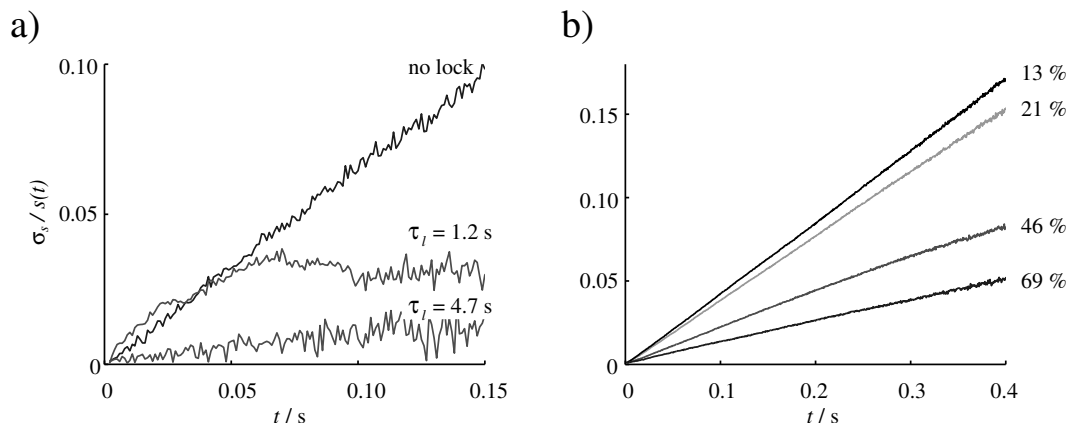 a)
0.10
0.05
0
σs / s(t)
no lock
τl = 1.2 s
τl = 4.7 s
0
0.05
0.10
0.15
t / s
b)
0.15
0.10
0.05
0.00
13 %
21 %
46 %
69 %
0
0.1
0.2
0.3
0.4
t / s